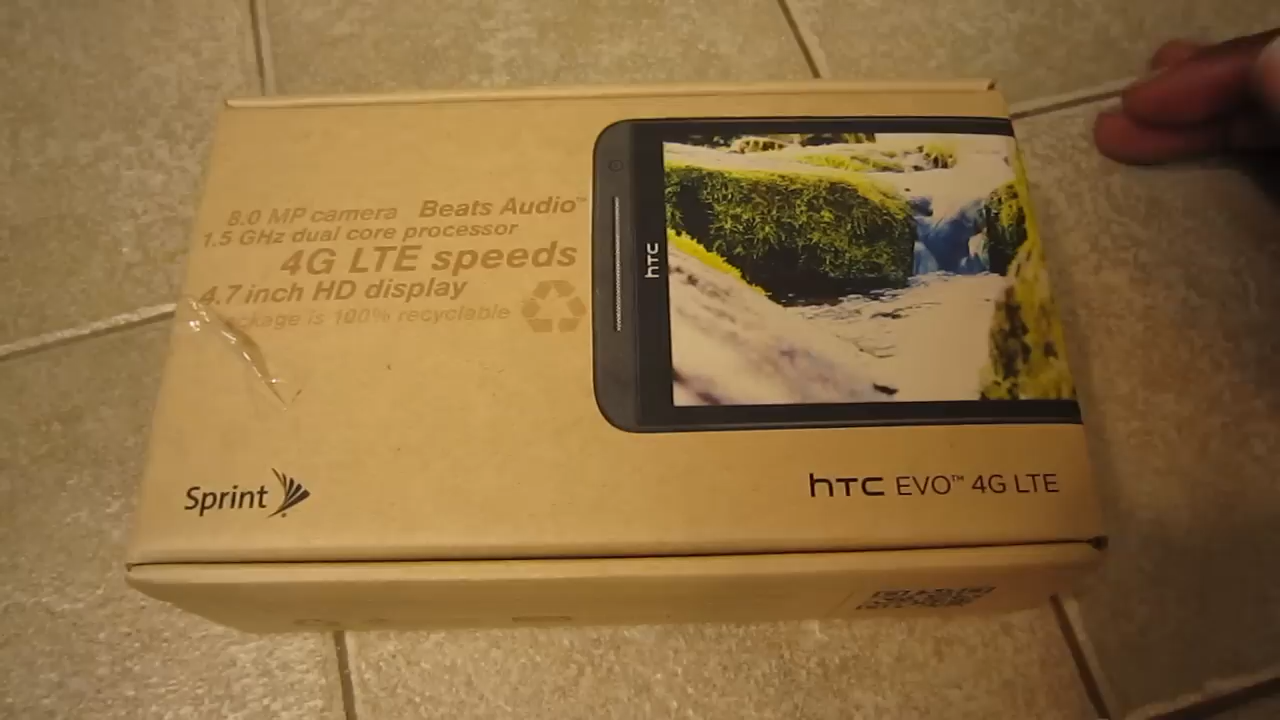 8.0 MP camera Beats Audio™
1.5 GHz dual core processor
4G LTE speeds
4.7 inch HD display
is 100% recyclable
hTC
Sprint
hTC EVO™ 4G LTE